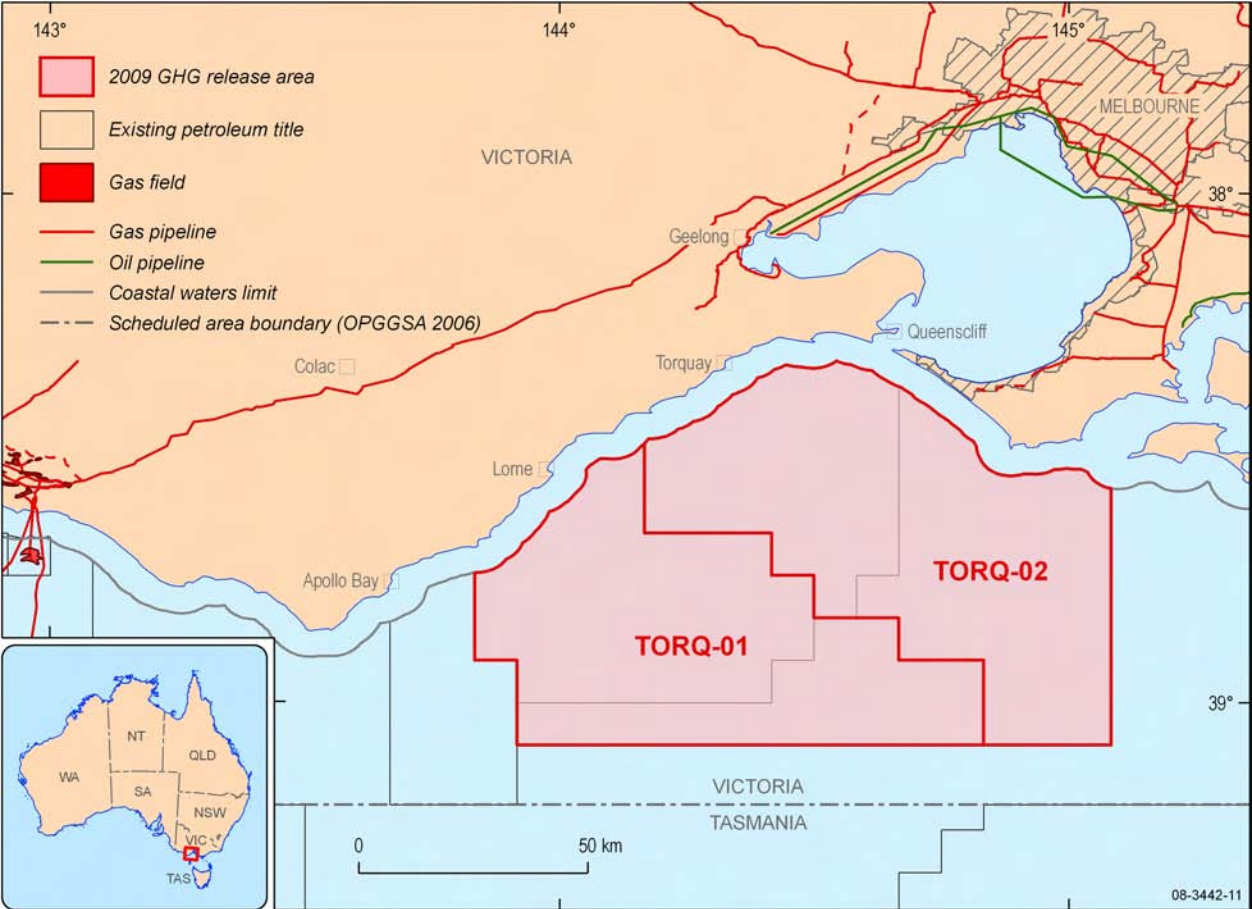 143°
144°
145°
2009 GHG release area
Existing petroleum title
Gas field
Gas pipeline
Oil pipeline
Coastal waters limit
Scheduled area boundary (OPGGSA 2006)
MELBOURNE
VICTORIA
38°
Geelong
Queenscliff
Torquay
Colac
Lorne
Apollo Bay
TORQ-02
TORQ-01
39°
VICTORIA
TASMANIA
0
50 km
WA
NT
SA
QLD
NSW
VIC
TAS
08-3442-11